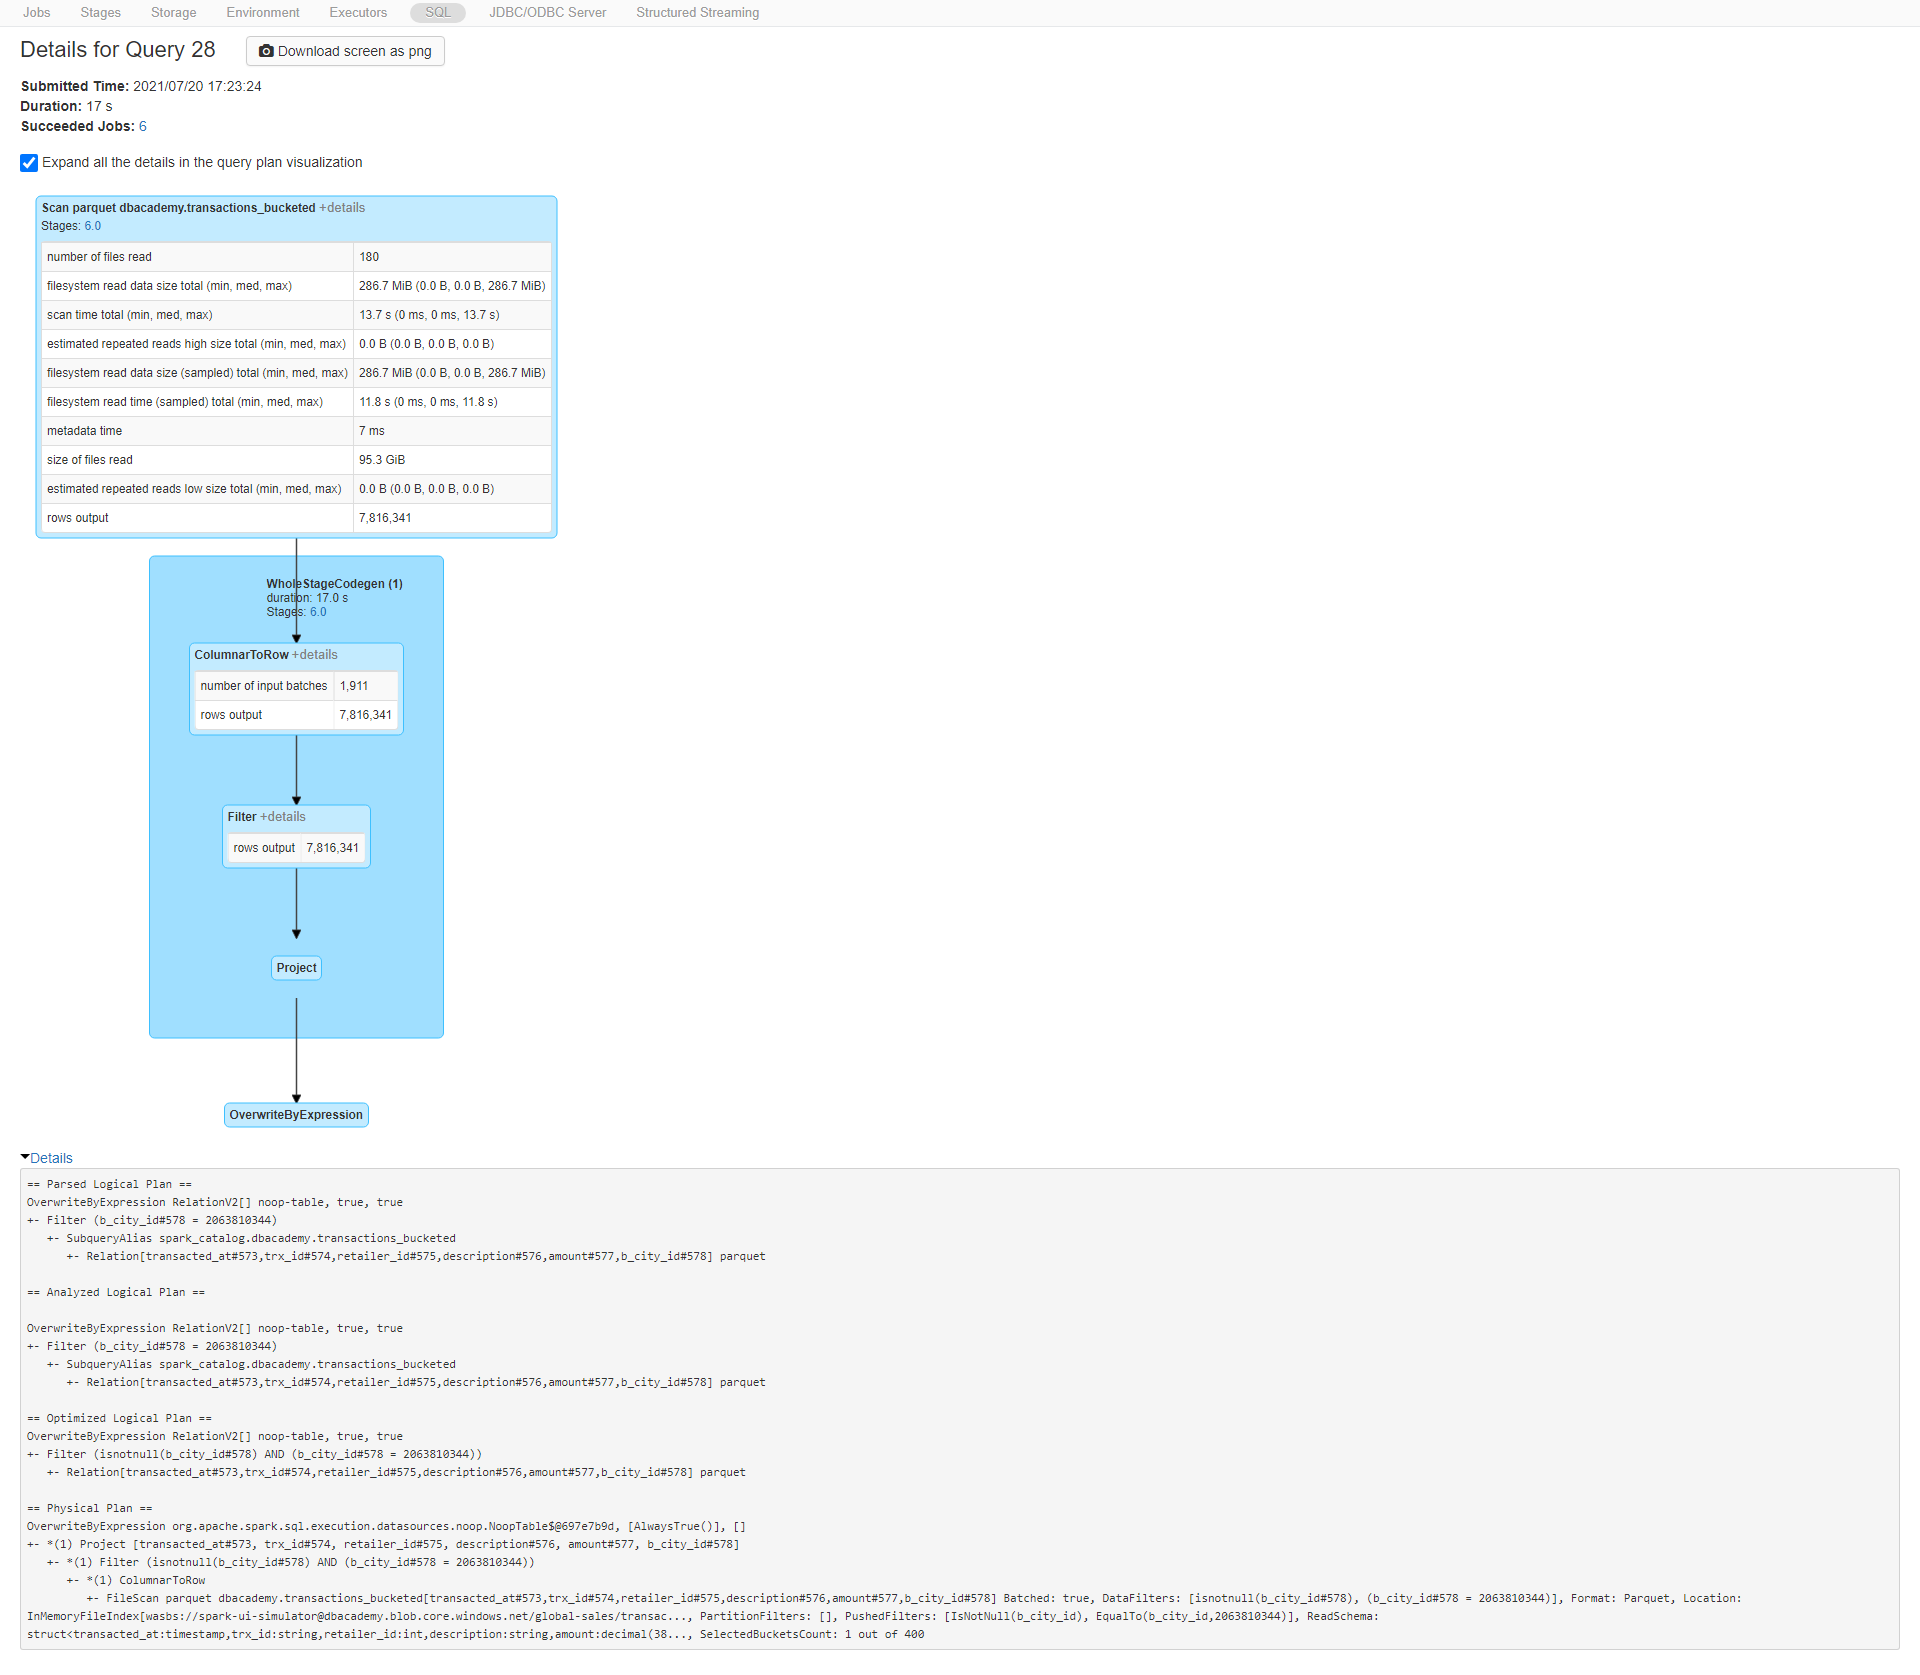 Jobs Stages Storage Environment Executors SQL JDBC/ODBC Server Structured Streaming
Details for Query 28 Download screen as png
Submitted Time: 2021/07/20 17:23:24
Duration: 17 s
Succeeded Jobs: 6
Expand all the details in the query plan visualization
Scan parquet dbacademy.transactions_bucketed +details
Stages: 6.0
number of files read 180
filesystem read data size total (min, med, max) 286.7 MiB (0.0 B, 0.0 B, 286.7 MiB)
scan time total (min, med, max) 13.7 s (0 ms, 0 ms, 13.7 s)
estimated repeated reads high size total (min, med, max) 0.0 B (0.0 B, 0.0 B, 0.0 B)
filesystem read data size (sampled) total (min, med, max) 286.7 MiB (0.0 B, 0.0 B, 286.7 MiB)
filesystem read time (sampled) total (min, med, max) 11.8 s (0 ms, 0 ms, 11.8 s)
metadata time 7 ms
size of files read 95.3 GiB
estimated repeated reads low size total (min, med, max) 0.0 B (0.0 B, 0.0 B, 0.0 B)
rows output 7,816,341
WholeStageCodegen (1)
duration: 17.0 s
Stages: 6.0
ColumnarToRow +details
number of input batches 1,911
rows output 7,816,341
Filter +details
rows output 7,816,341
Project
OverwriteByExpression
Details
== Parsed Logical Plan ==
OverwriteByExpression RelationV2[] noop-table, true, true
+- Filter (b_city_id#578 = 2063810344)
   +- SubqueryAlias spark_catalog.dbacademy.transactions_bucketed
      +- Relation[transacted_at#573,trx_id#574,retailer_id#575,description#576,amount#577,b_city_id#578] parquet
== Analyzed Logical Plan ==
OverwriteByExpression RelationV2[] noop-table, true, true
+- Filter (b_city_id#578 = 2063810344)
   +- SubqueryAlias spark_catalog.dbacademy.transactions_bucketed
      +- Relation[transacted_at#573,trx_id#574,retailer_id#575,description#576,amount#577,b_city_id#578] parquet
== Optimized Logical Plan ==
OverwriteByExpression RelationV2[] noop-table, true, true
+- Filter (isnotnull(b_city_id#578) AND (b_city_id#578 = 2063810344))
   +- Relation[transacted_at#573,trx_id#574,retailer_id#575,description#576,amount#577,b_city_id#578] parquet
== Physical Plan ==
OverwriteByExpression org.apache.spark.sql.execution.datasources.noop.NoopTable$@697e7b9d, [AlwaysTrue()], []
+- *(1) Project [transacted_at#573, trx_id#574, retailer_id#575, description#576, amount#577, b_city_id#578]
   +- *(1) Filter (isnotnull(b_city_id#578) AND (b_city_id#578 = 2063810344))
      +- *(1) ColumnarToRow
         +- FileScan parquet dbacademy.transactions_bucketed[transacted_at#573,trx_id#574,retailer_id#575,description#576,amount#577,b_city_id#578] Batched: true, DataFilters: [isnotnull(b_city_id#578), (b_city_id#578 = 2063810344)], Format: Parquet, Location:
InMemoryFileIndex[wasbs://spark-ui-simulator@dbacademy.blob.core.windows.net/global-sales/transac..., PartitionFilters: [], PushedFilters: [IsNotNull(b_city_id), EqualTo(b_city_id,2063810344)], ReadSchema:
struct<transacted_at:timestamp,trx_id:string,retailer_id:int,description:string,amount:decimal(38..., SelectedBucketsCount: 1 out of 400